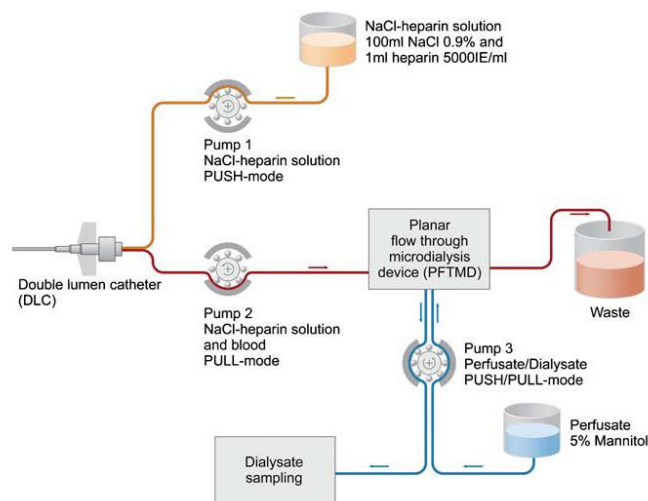 NaCl-heparin solution
100ml NaCl 0.9% and
1ml heparin 5000IE/ml
Pump 1
NaCl-heparin solution
PUSH-mode
Double lumen catheter
(DLC)
Pump 2
NaCl-heparin solution
and blood
PULL-mode
Planar
flow through
microdialysis
device (PFTMD)
Waste
Pump 3
Perfusate/Dialysate
PUSH/PULL-mode
Dialysate
sampling
Perfusate
5% Mannitol